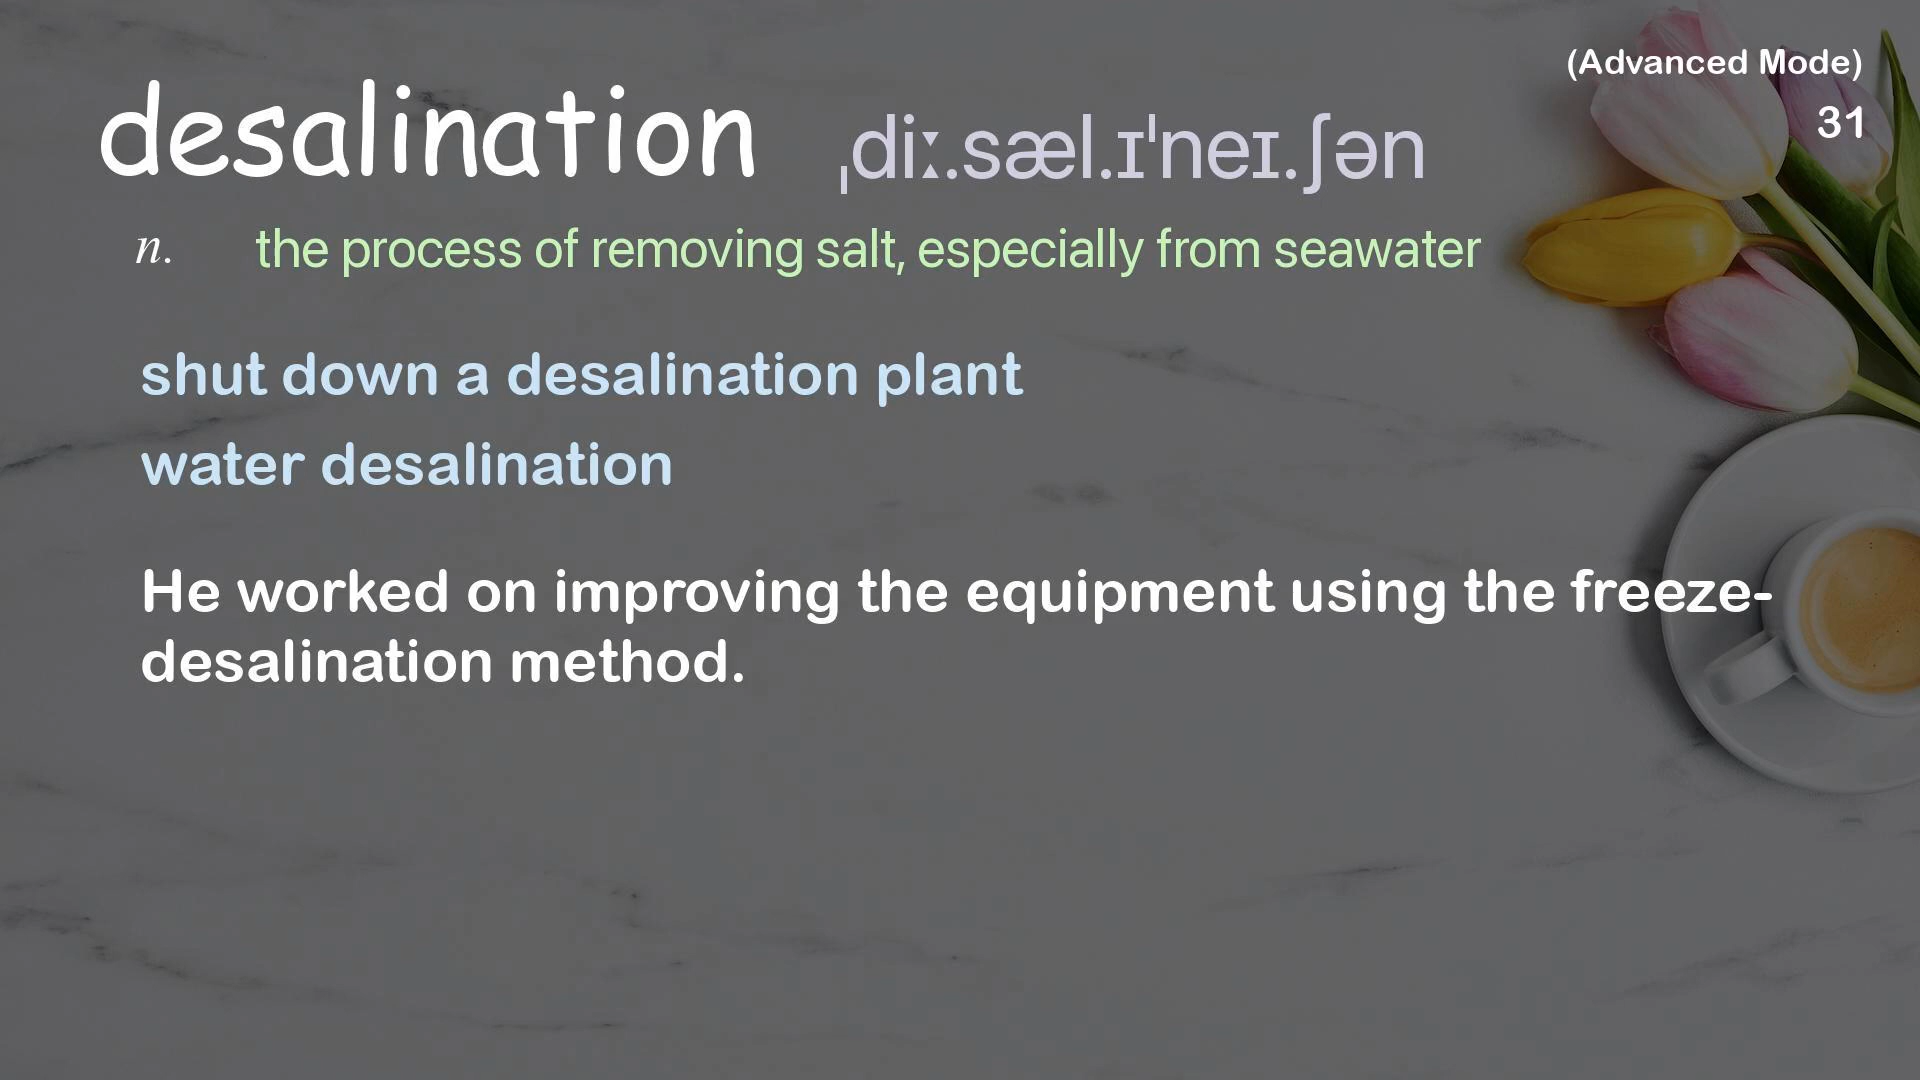 (Advanced Mode)
31
desalination ˌdiː.sæl.ɪˈneɪ.ʃən
n. the process of removing salt, especially from seawater
shut down a desalination plant
water desalination
He worked on improving the equipment using the freeze-
desalination method.